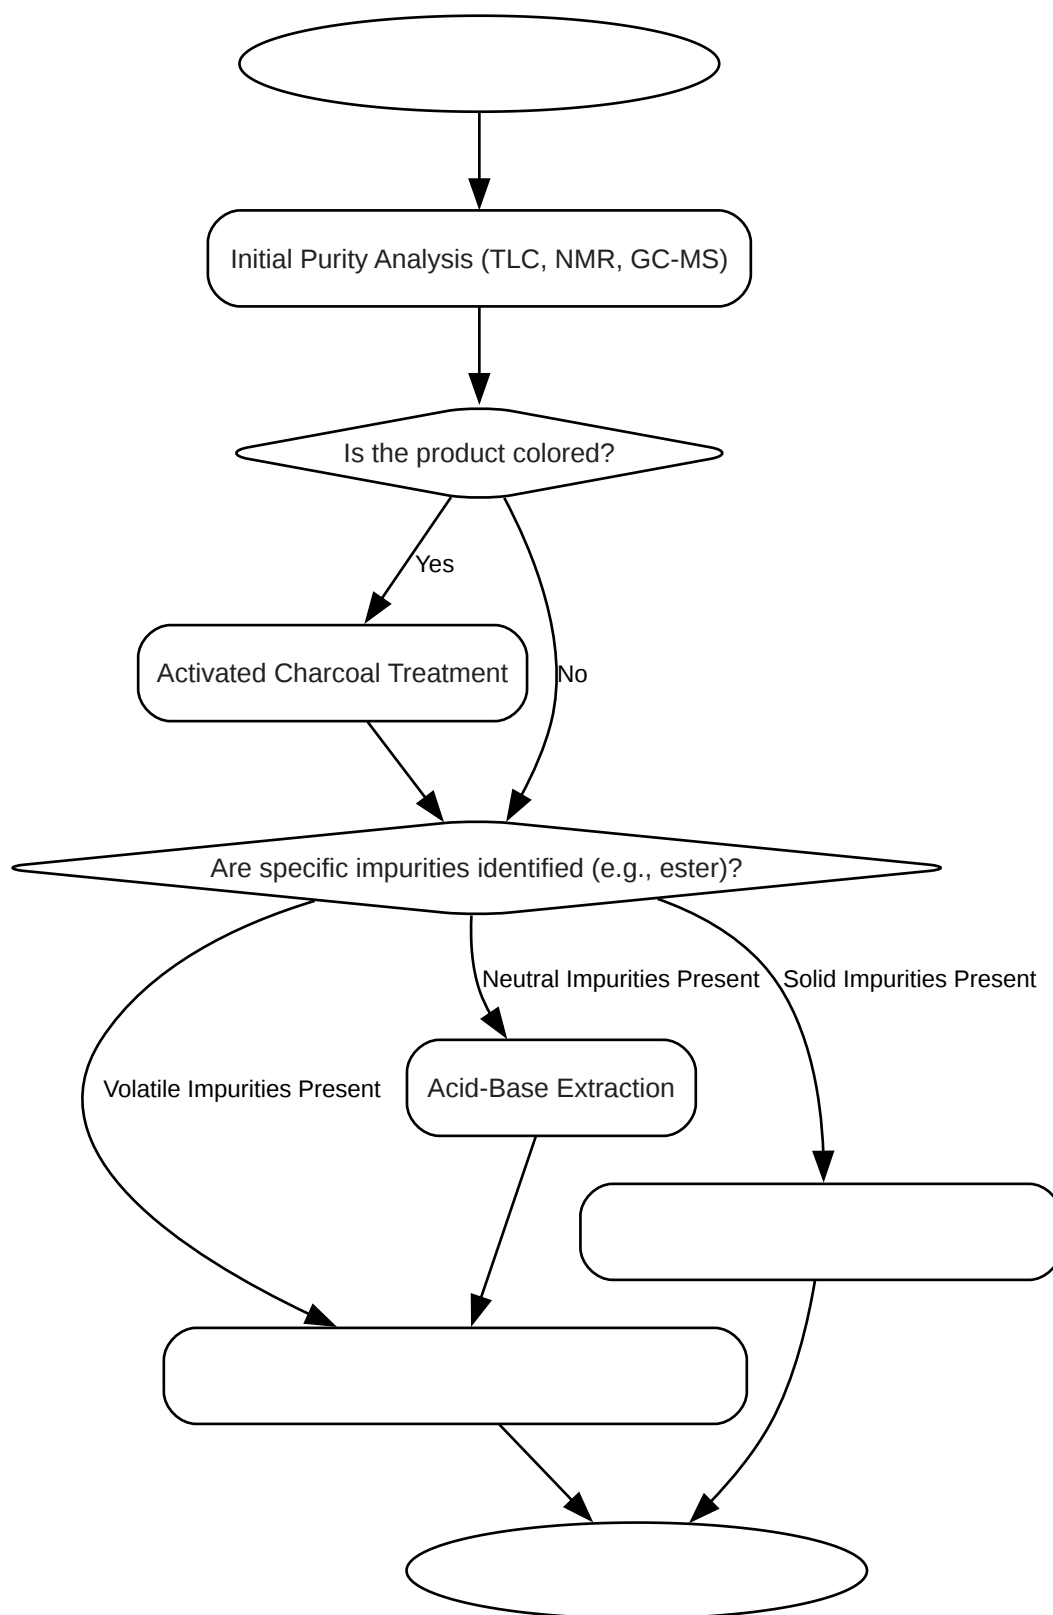 Initial Purity Analysis (TLC, NMR, GC-MS)
Is the product colored?
Yes
Activated Charcoal Treatment
No
Are specific impurities identified (e.g., ester)?
Neutral Impurities Present
Solid Impurities Present
Volatile Impurities Present
Acid-Base Extraction